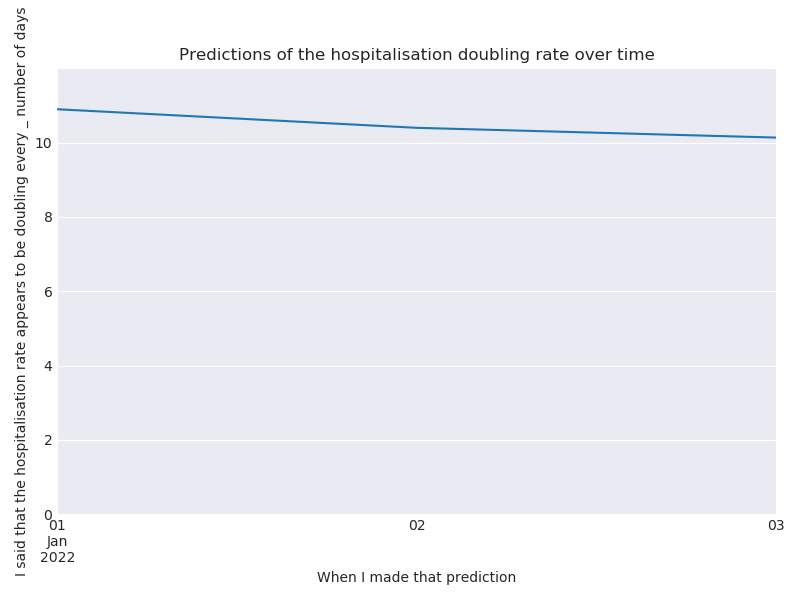 Predictions of the hospitalisation doubling rate over time
I said that the hospitalisation rate appears to be doubling every _ number of days
10
8
6
4
2
0
01
Jan
2022
02
03
When I made that prediction